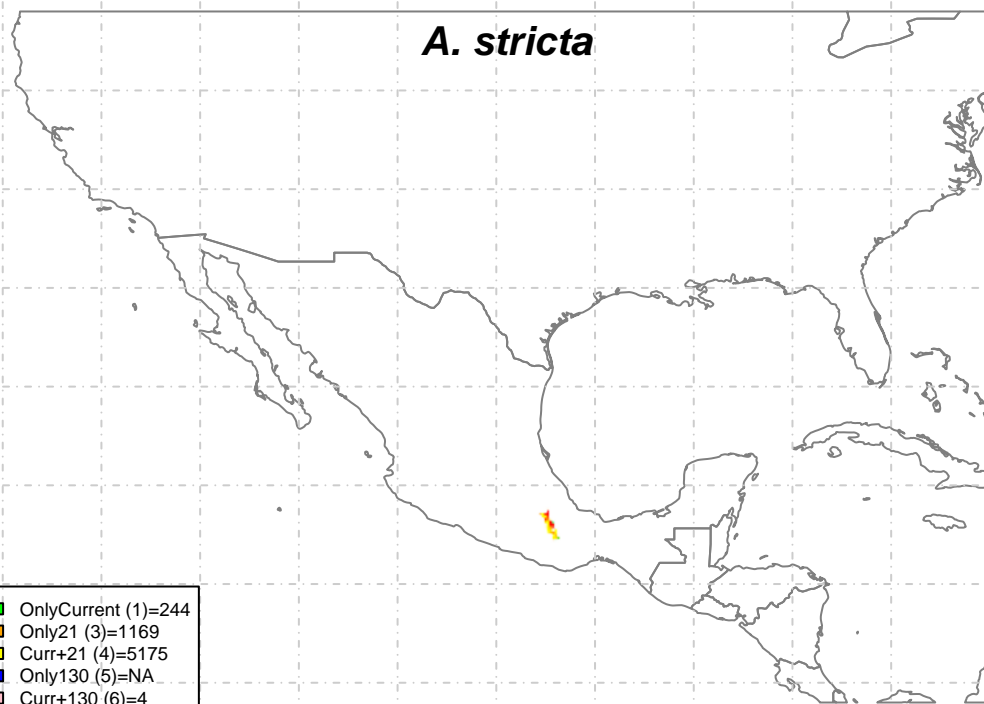 A. stricta
OnlyCurrent (1)=244
Only21 (3)=1169
Curr+21 (4)=5175
Only130 (5)=NA
Curr+130 (6)=4